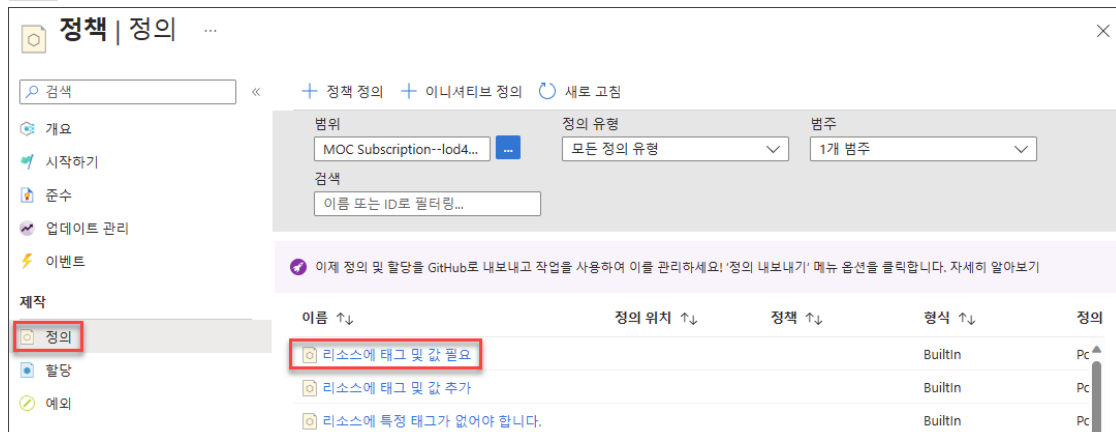 정책 | 정의 ...
검색
+ 정책 정의 + 이니셔티브 정의 새로 고침
개요
시작하기
준수
업데이트 관리
이벤트
제작
정의
할당
예외
범위 정의 유형 범주
MOC Subscription--lod4... ... 모든 정의 유형 1개 범주
검색
이름 또는 ID로 필터링...
이제 정의 및 할당을 GitHub로 내보내고 작업을 사용하여 이를 관리하세요! '정의 내보내기' 메뉴 옵션을 클릭합니다. 자세히 알아보기
이름 ↑↓ 정의 위치 ↑↓ 정책 ↑↓ 형식 ↑↓ 정의
리소스에 태그 및 값 필요 BuiltIn Pc
리소스에 태그 및 값 추가 BuiltIn Pc
리소스에 특정 태그가 없어야 합니다. BuiltIn Pc